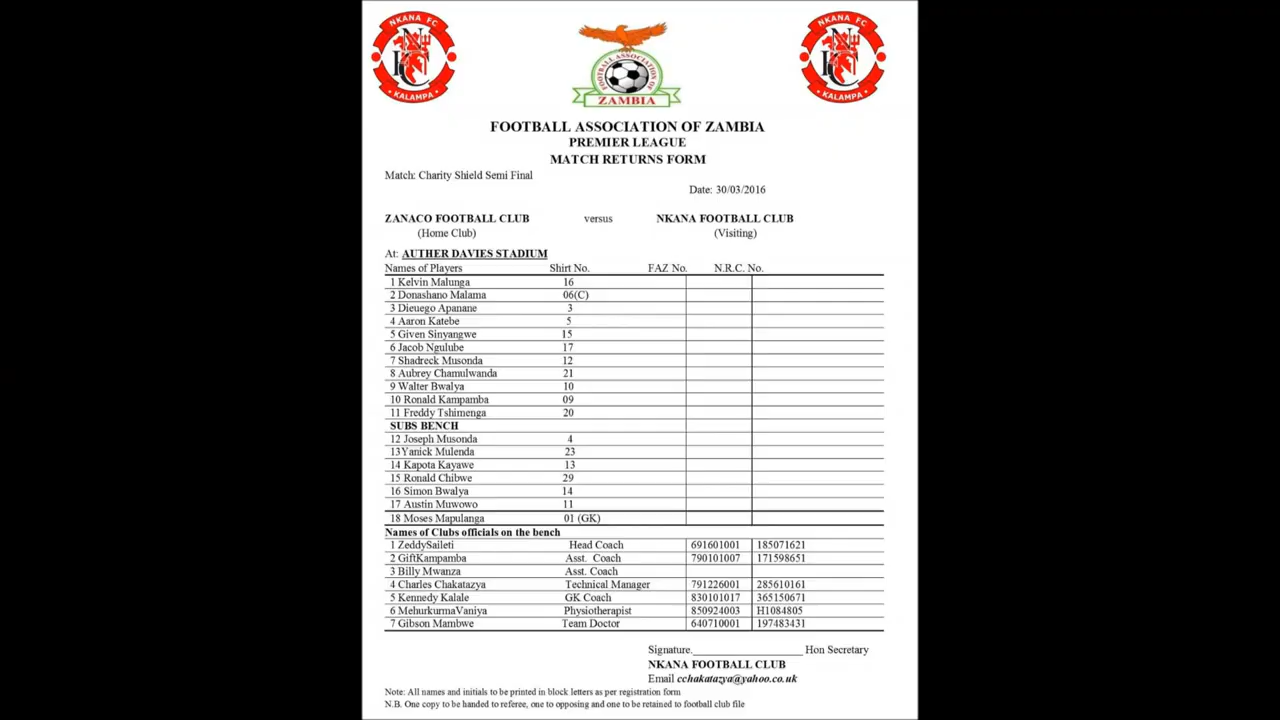 NKANA FC
NKC
KALAMPA
FOOTBALL ASSOCIATION OF
ZAMBIA
NKANA FC
NKC
KALAMPA
FOOTBALL ASSOCIATION OF ZAMBIA
PREMIER LEAGUE
MATCH RETURNS FORM
Match: Charity Shield Semi Final
Date: 30/03/2016
ZANACO FOOTBALL CLUB versus NKANA FOOTBALL CLUB
(Home Club) (Visiting)
At: AUTHER DAVIES STADIUM
Names of Players Shirt No. FAZ No. N.R.C. No.
1 Kelvin Malunga 16
2 Donashano Malama 06(C)
3 Dieuego Apanane 3
4 Aaron Katebe 5
5 Given Sinyangwe 15
6 Jacob Ngulube 17
7 Shadreck Musonda 12
8 Aubrey Chamulwanda 21
9 Walter Bwalya 10
10 Ronald Kampamba 09
11 Freddy Tshimenga 20
SUBS BENCH
12 Joseph Musonda 4
13Yanick Mulenda 23
14 Kapota Kayawe 13
15 Ronald Chibwe 29
16 Simon Bwalya 14
17 Austin Muwowo 11
18 Moses Mapulanga 01 (GK)
Names of Clubs officials on the bench
1 ZeddySaileti Head Coach 691601001 185071621
2 GiftKampamba Asst. Coach 790101007 171598651
3 Billy Mwanza Asst. Coach
4 Charles Chakatazya Technical Manager 791226001 285610161
5 Kennedy Kalale GK Coach 830101017 365150671
6 MehurkurmaVaniya Physiotherapist 850924003 H1084805
7 Gibson Mambwe Team Doctor 640710001 197483431
Signature.____________________ Hon Secretary
NKANA FOOTBALL CLUB
Email cchakatazya@yahoo.co.uk
Note: All names and initials to be printed in block letters as per registration form
N.B. One copy to be handed to referee, one to opposing and one to be retained to football club file